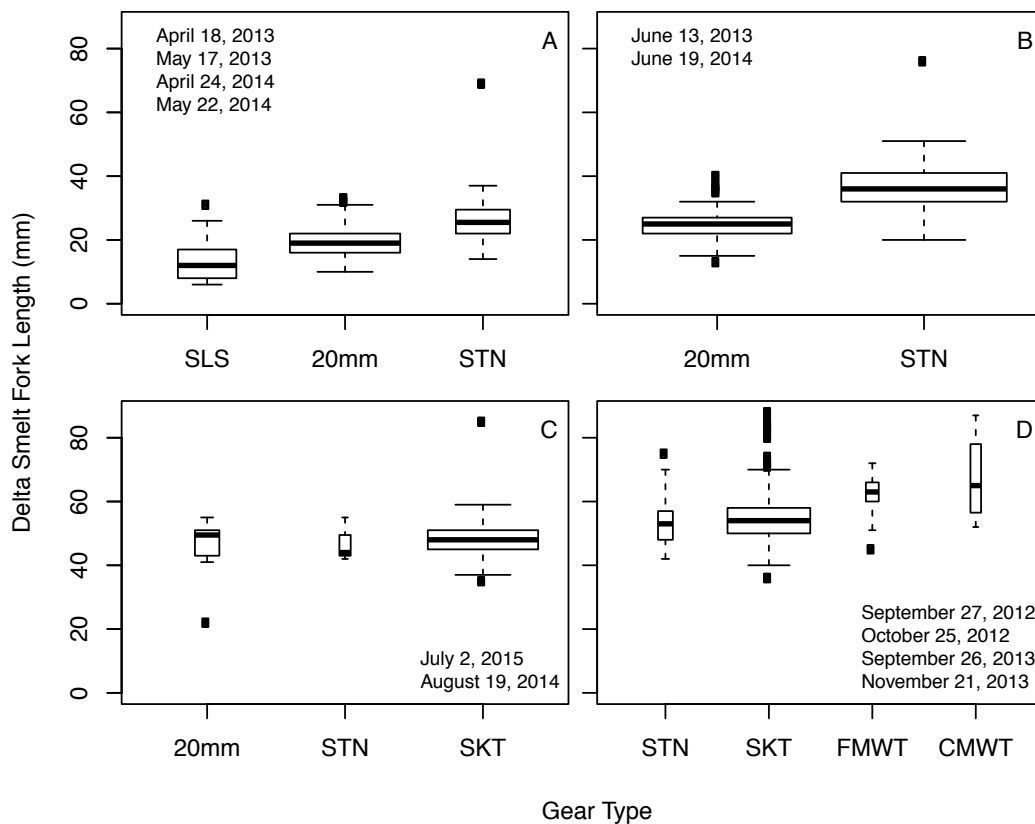 A
April 18, 2013
May 17, 2013
April 24, 2014
May 22, 2014
80
60
40
20
0
SLS 20mm STN
B
June 13, 2013
June 19, 2014
20mm STN
Delta Smelt Fork Length (mm)
C
80
60
40
20
0
July 2, 2015
August 19, 2014
20mm STN SKT
D
September 27, 2012
October 25, 2012
September 26, 2013
November 21, 2013
STN SKT FMWT CMWT
Gear Type